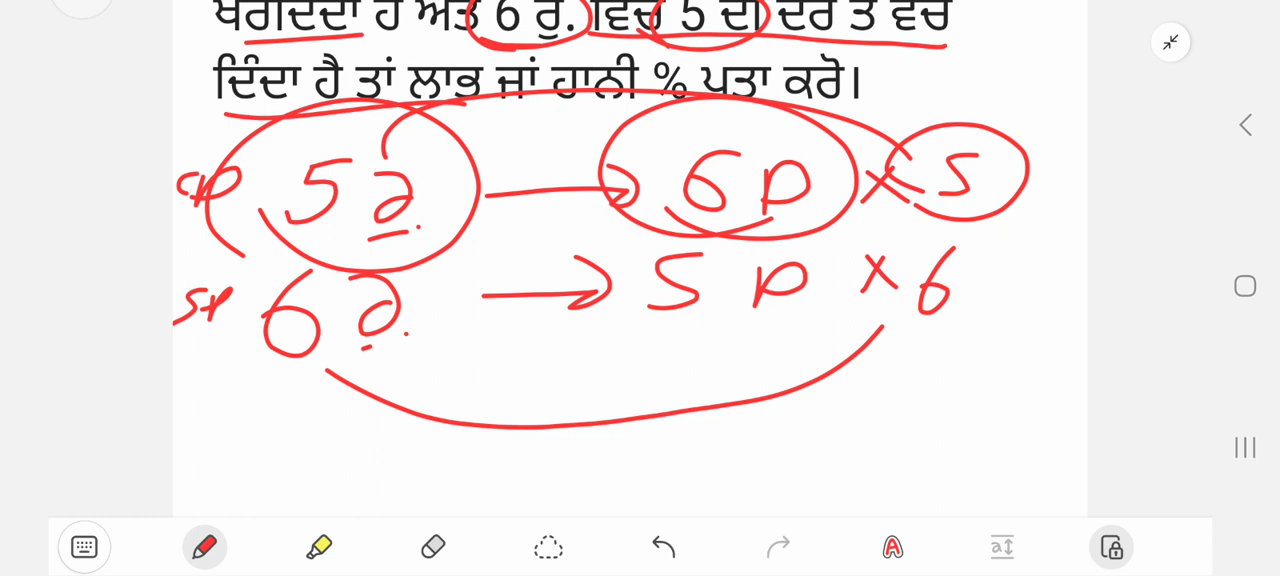 ਖਰੀਦਦਾ ਹੈ ਅਤੇ 6 ਰੁ. ਵਿੱਚ 5 ਦੀ ਦਰ ਤੇ ਵੇਚ
ਦਿੰਦਾ ਹੈ ਤਾਂ ਲਾਭ ਜਾਂ ਹਾਨੀ % ਪਤਾ ਕਰੋ।
CP 5 ਰੁ. → 6 P × 5
SP 6 ਰੁ. → 5 P × 6